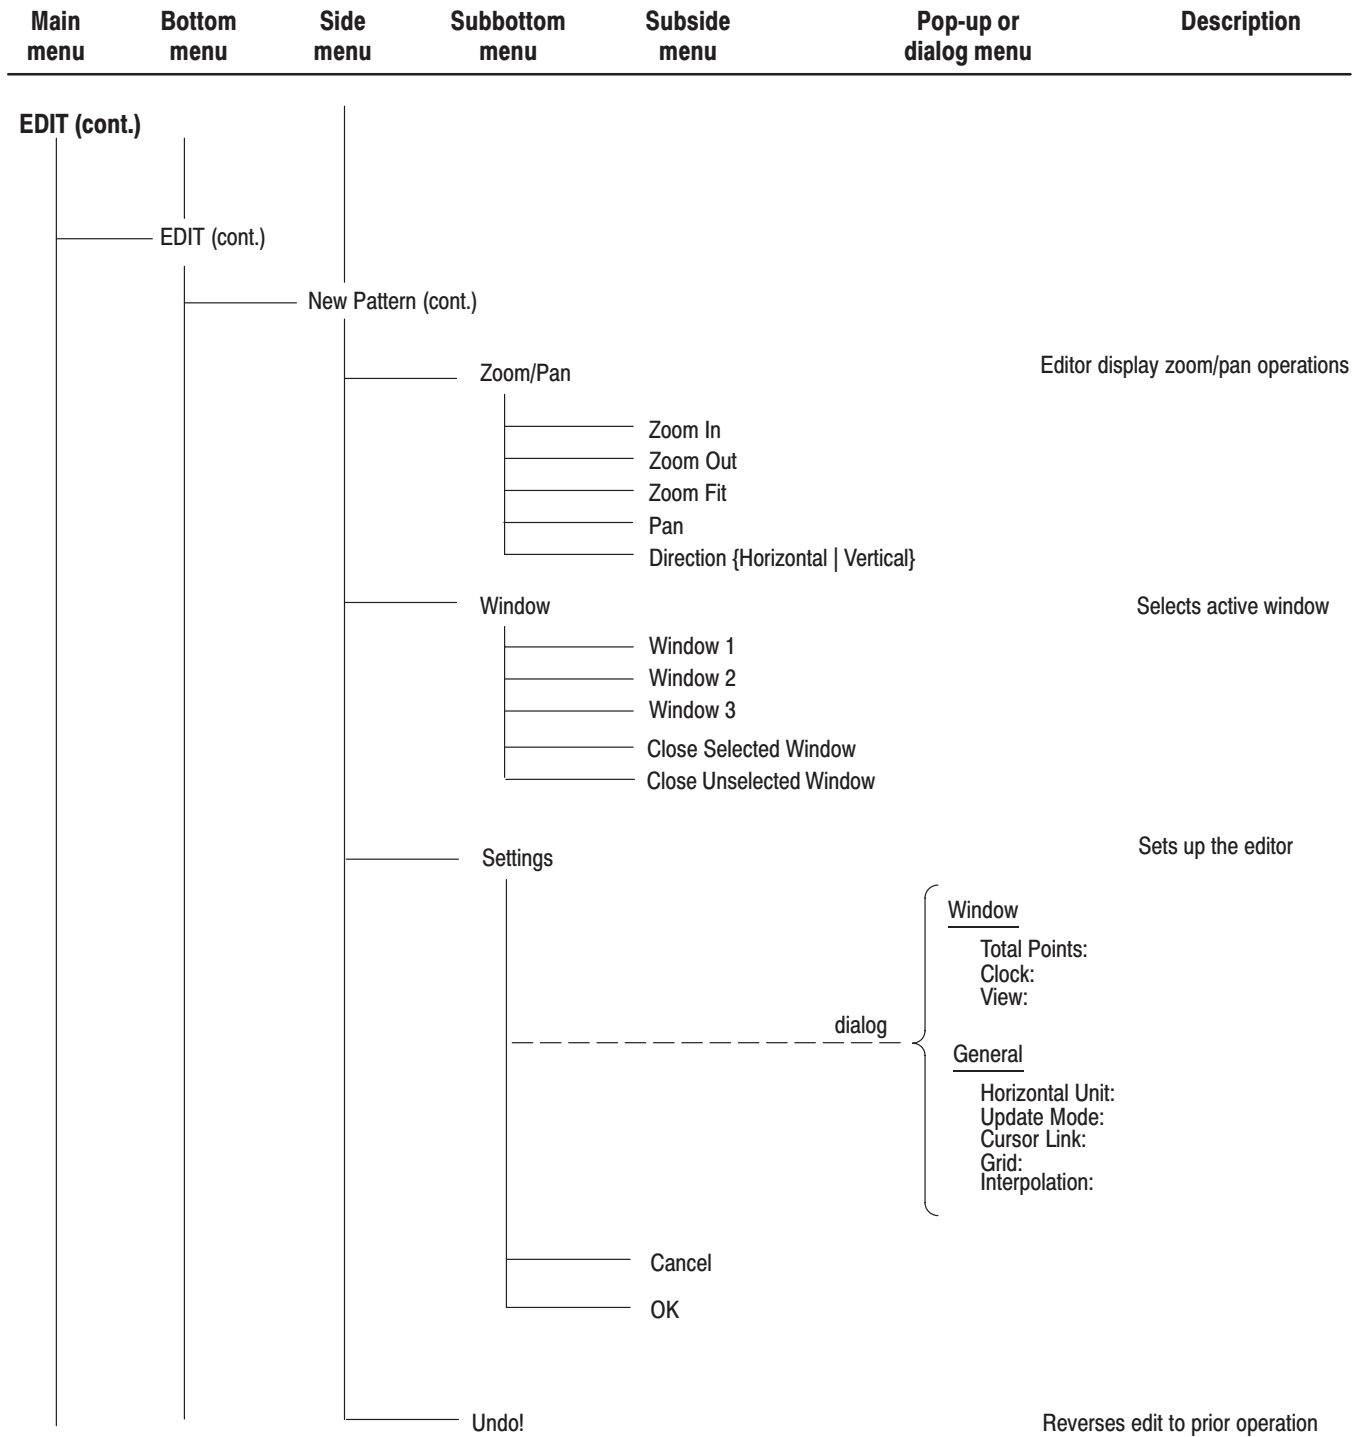 Main menu
Bottom menu
Side menu
Subbottom menu
Subside menu
Pop-up or dialog menu
Description
EDIT (cont.)
EDIT (cont.)
New Pattern (cont.)
Zoom/Pan
Editor display zoom/pan operations
Zoom In
Zoom Out
Zoom Fit
Pan
Direction {Horizontal | Vertical}
Window
Selects active window
Window 1
Window 2
Window 3
Close Selected Window
Close Unselected Window
Settings
Sets up the editor
dialog
Window
Total Points:
Clock:
View:
General
Horizontal Unit:
Update Mode:
Cursor Link:
Grid:
Interpolation:
Cancel
OK
Undo!
Reverses edit to prior operation